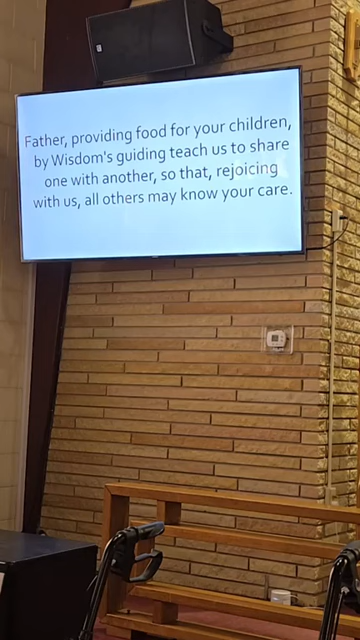 Father, providing food for your children,
by Wisdom's guiding teach us to share
one with another, so that, rejoicing
with us, all others may know your care.